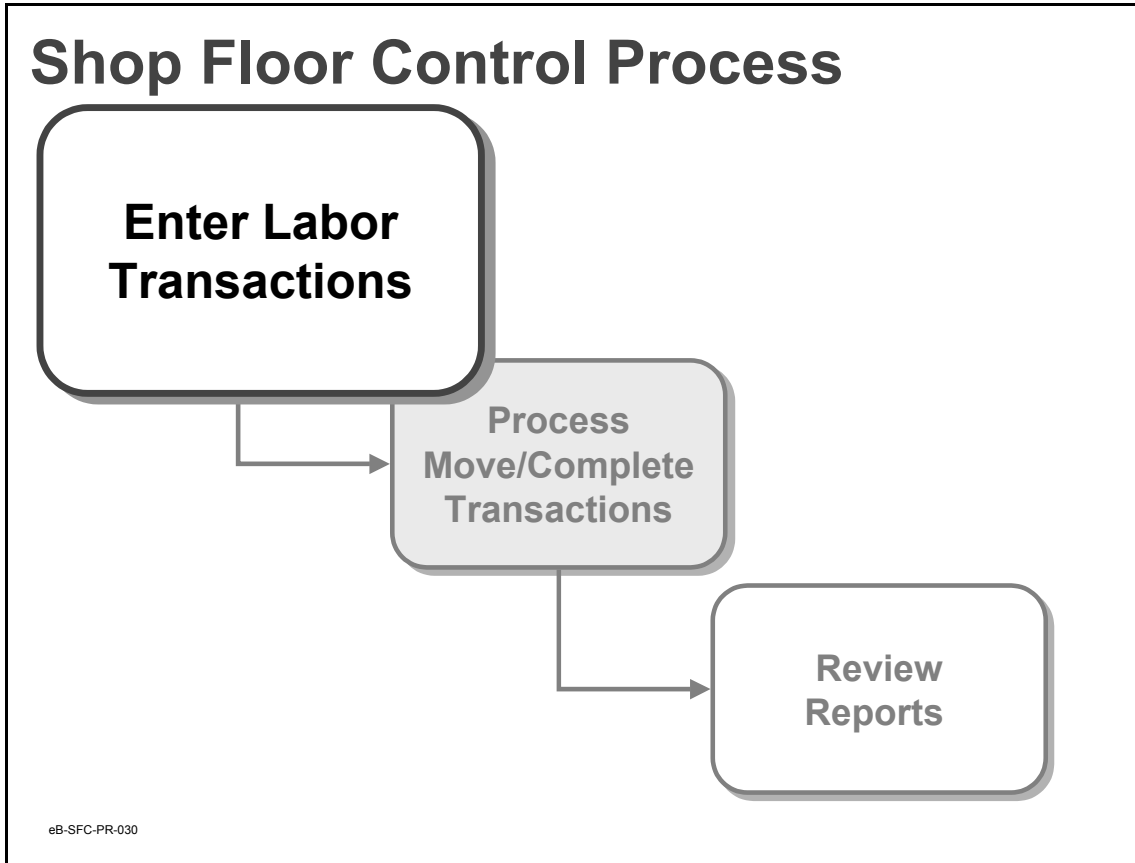 Shop Floor Control Process
Enter Labor
Transactions
Process
Move/Complete
Transactions
Review
Reports
eB-SFC-PR-030